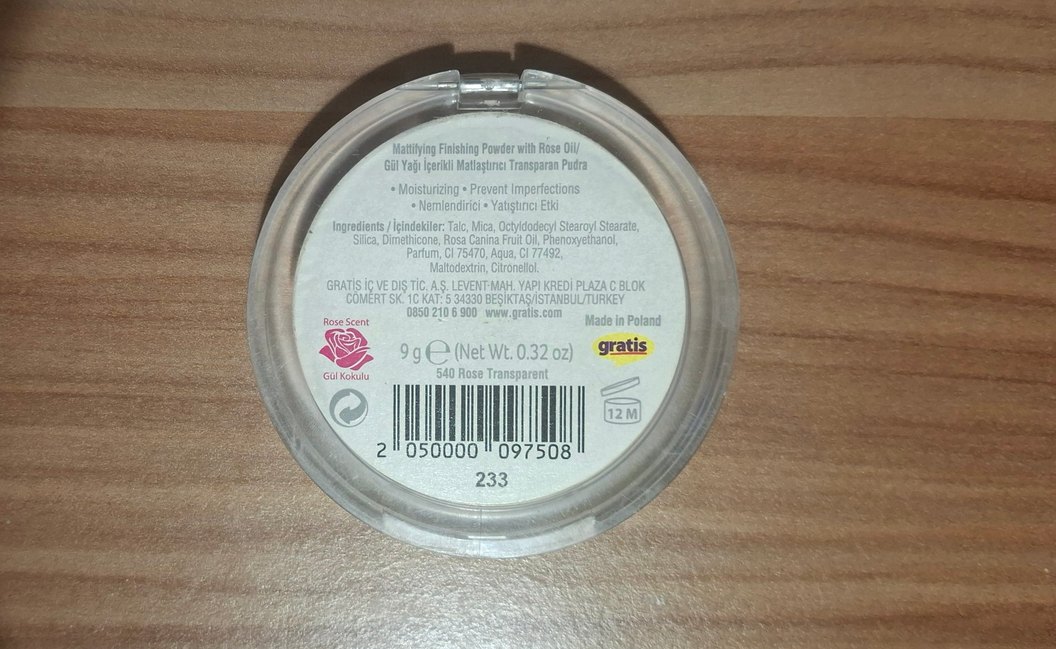 Mattifying Finishing Powder with Rose Oil/
Gül Yağı İçerikli Matlaştırıcı Transparan Pudra
• Moisturizing • Prevent Imperfections
• Nemlendirici • Yatıştırıcı Etki
Ingredients / İçindekiler: Talc, Mica, Octyldodecyl Stearoyl Stearate,
Silica, Dimethicone, Rosa Canina Fruit Oil, Phenoxyethanol,
Parfum, CI 75470, Aqua, CI 77492,
Maltodextrin, Citronellol.
GRATİS İÇ VE DIŞ TİC. A.Ş. LEVENT MAH. YAPI KREDİ PLAZA C BLOK
CÖMERT SK. 1C KAT: 5 34330 BEŞİKTAŞ/İSTANBUL/TURKEY
0850 210 6 900 www.gratis.com
Made in Poland
Rose Scent
Gül Kokulu
gratis
9 g ℮ (Net Wt. 0.32 oz)
540 Rose Transparent
12 M
2 050000 097508
233